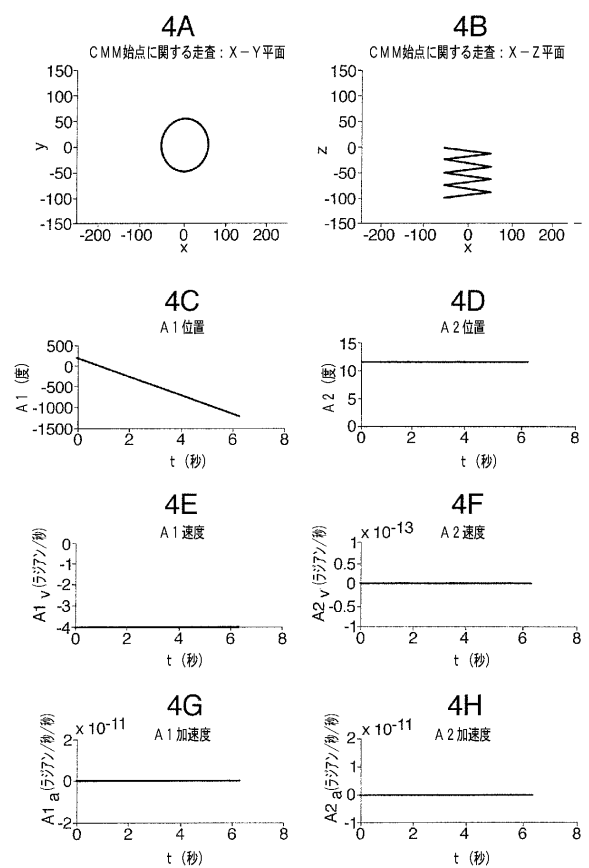 4A
CMM始点に関する走査：X－Y平面
150
100
50
0
-50
-100
-150
y
-200 -100 0 100 200
x
4B
CMM始点に関する走査：X－Z平面
150
100
50
0
-50
-100
-150
z
-200 -100 0 100 200
x
4C
A1位置
500
0
-500
-1000
-1500
A1 (度)
0 2 4 6 8
t (秒)
4D
A2位置
15
10
5
0
A2 (度)
0 2 4 6 8
t (秒)
4E
A1速度
0
-1
-2
-3
-4
A1 v(ラジアン/秒)
0 2 4 6 8
t (秒)
4F
x 10-13
A2速度
1
0.5
0
-0.5
-1
A2 v(ラジアン/秒)
0 2 4 6 8
t (秒)
4G
x 10-11
A1加速度
2
0
-2
A1 a(ラジアン/秒/秒)
0 2 4 6 8
t (秒)
4H
x 10-11
A2加速度
2
1
0
-1
A2 a(ラジアン/秒/秒)
0 2 4 6 8
t (秒)